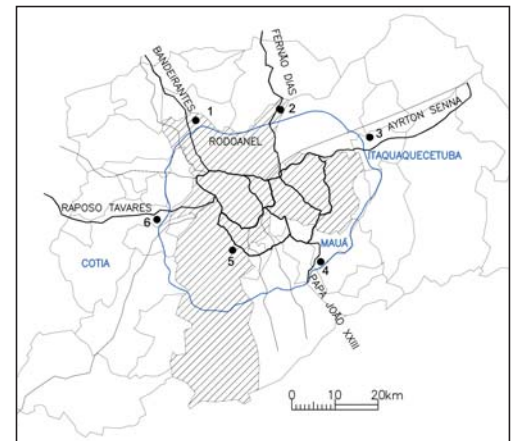 BANDEIRANTES
FERNÃO DIAS
1
2
RODOANEL
3
AYRTON SENNA
ITAQUAQUECETUBA
RAPOSO TAVARES
6
COTIA
5
MAUÁ
4
PAPA JOÃO XXIII
0 10 20km